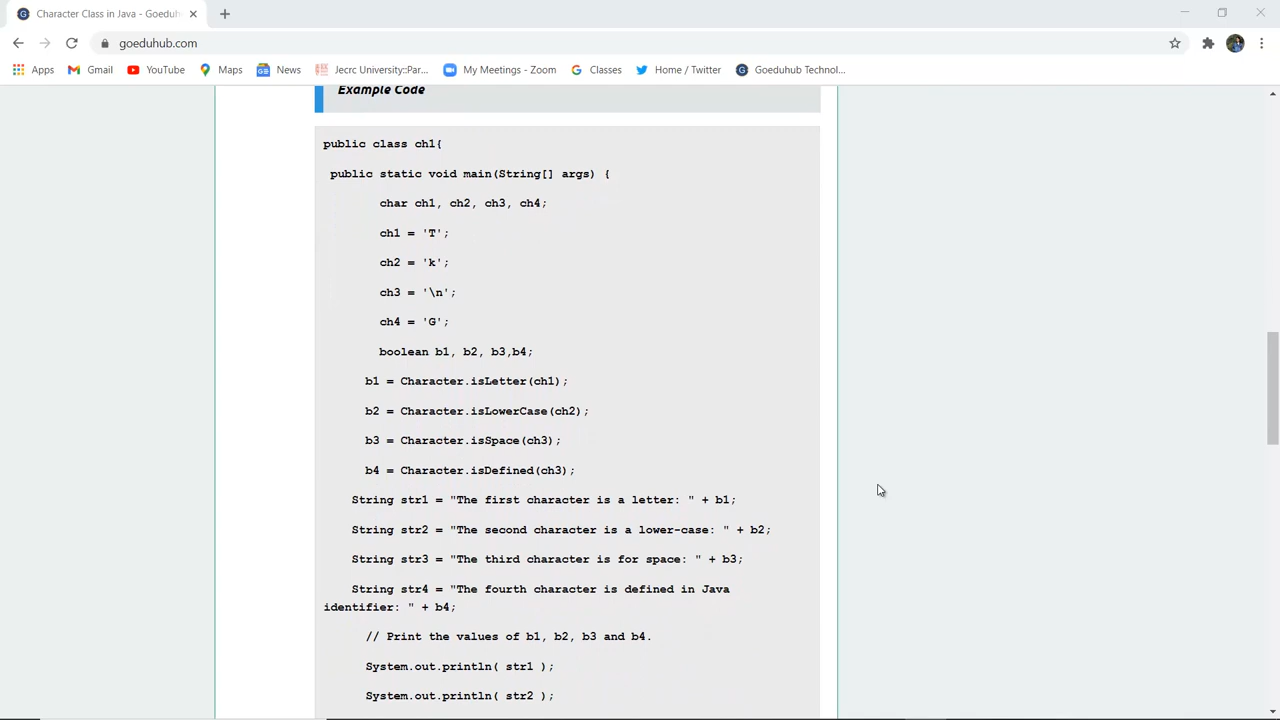 Character Class in Java - Goeduh
goeduhub.com
Apps
Gmail
YouTube
Maps
News
Jecrc University::Par...
My Meetings - Zoom
Classes
Home / Twitter
Goeduhub Technol...
Example Code
public class ch1{
public static void main(String[] args) {
char ch1, ch2, ch3, ch4;
ch1 = 'T';
ch2 = 'k';
ch3 = '\n';
ch4 = 'G';
boolean b1, b2, b3,b4;
b1 = Character.isLetter(ch1);
b2 = Character.isLowerCase(ch2);
b3 = Character.isSpace(ch3);
b4 = Character.isDefined(ch3);
String str1 = "The first character is a letter: " + b1;
String str2 = "The second character is a lower-case: " + b2;
String str3 = "The third character is for space: " + b3;
String str4 = "The fourth character is defined in Java
identifier: " + b4;
// Print the values of b1, b2, b3 and b4.
System.out.println( str1 );
System.out.println( str2 );